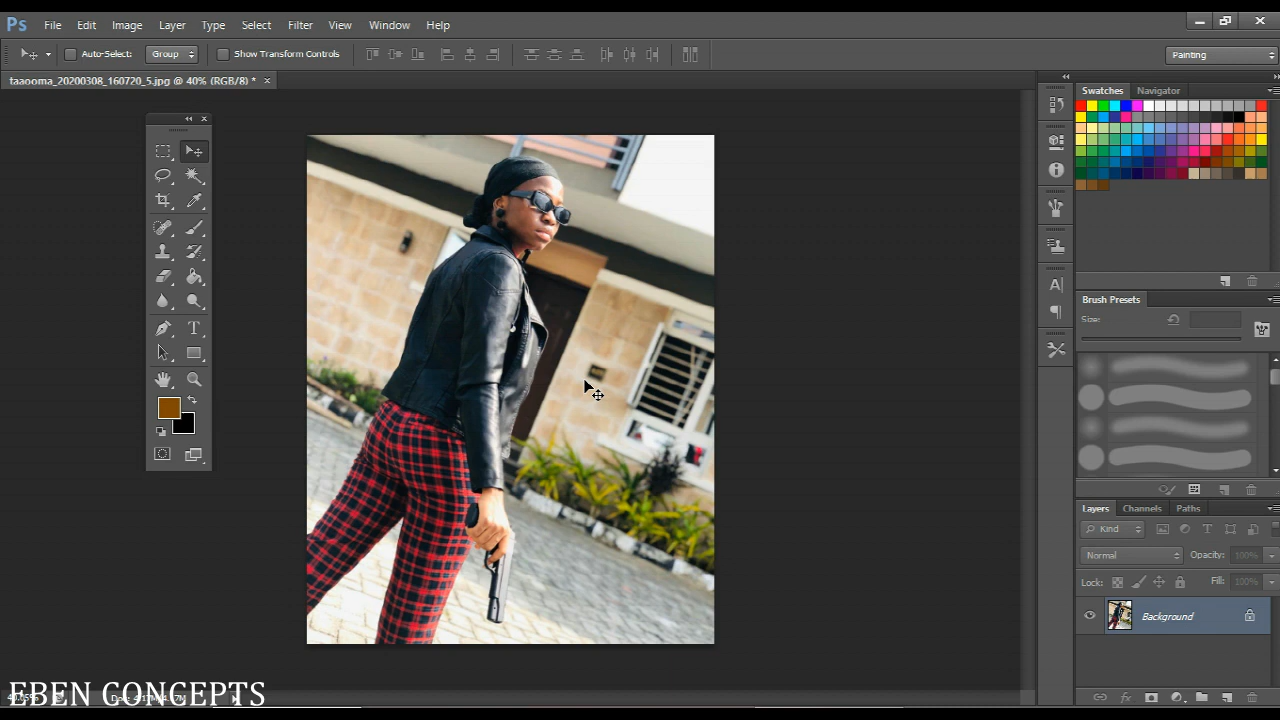 Ps File Edit Image Layer Type Select Filter View Window Help
Auto-Select: Group Show Transform Controls Painting
taaooma_20200308_160720_5.jpg @ 40% (RGB/8) * ×
Swatches Navigator
Brush Presets
Size:
Layers Channels Paths
Kind
Normal Opacity: 100%
Lock: Fill: 100%
Background
EBEN CONCEPTS